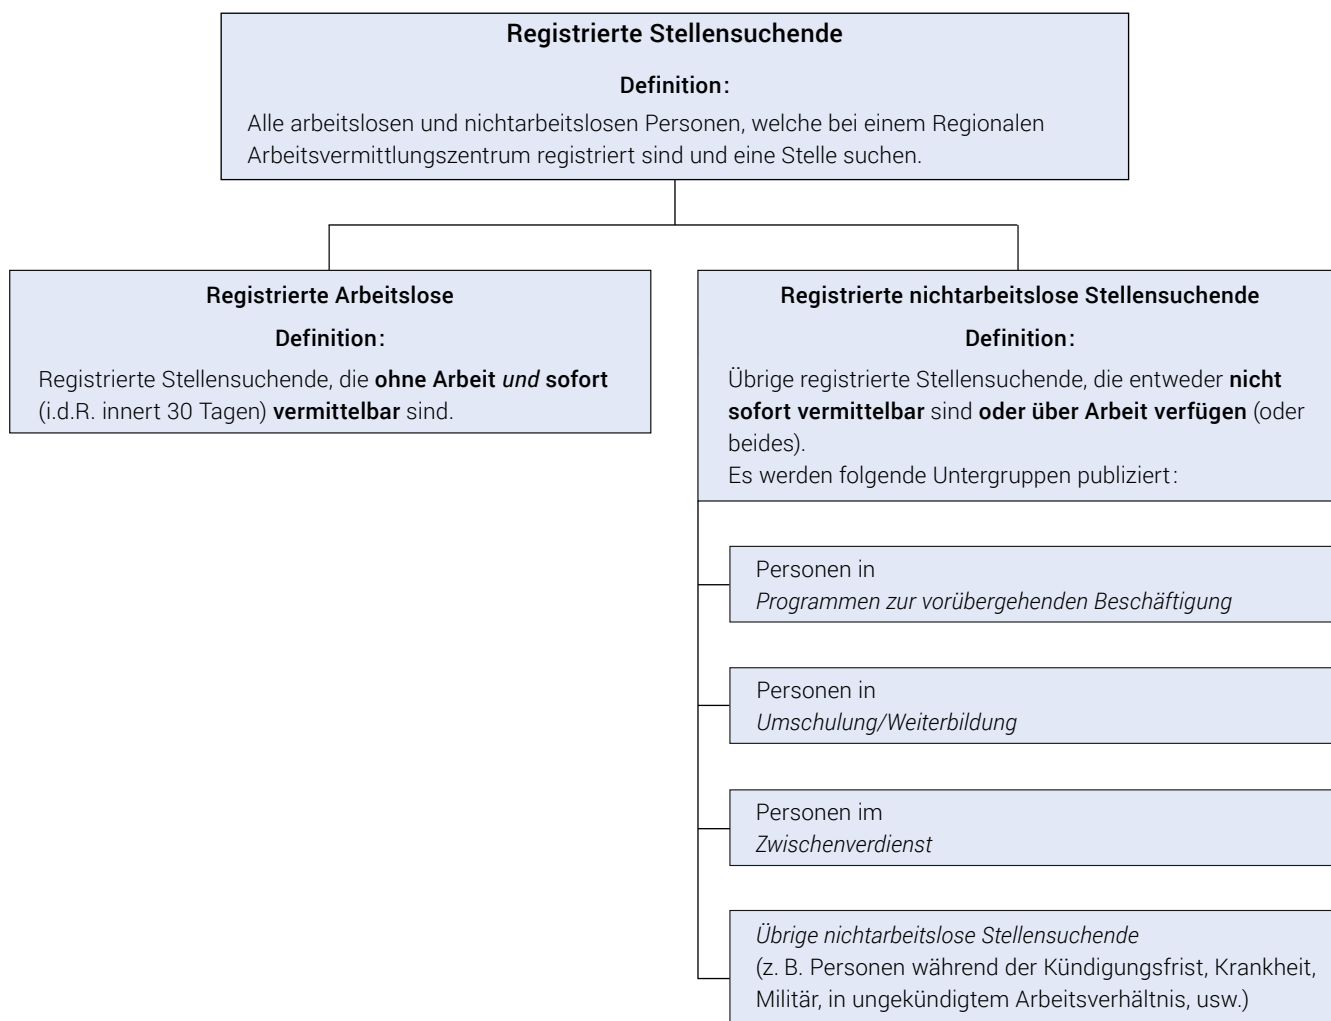 Registrierte Stellensuchende
Definition:
Alle arbeitslosen und nichtarbeitslosen Personen, welche bei einem Regionalen
Arbeitsvermittlungszentrum registriert sind und eine Stelle suchen.
Registrierte Arbeitslose
Definition:
Registrierte Stellensuchende, die ohne Arbeit und sofort
(i.d.R. innert 30 Tagen) vermittelbar sind.
Registrierte nichtarbeitslose Stellensuchende
Definition:
Übrige registrierte Stellensuchende, die entweder nicht
sofort vermittelbar sind oder über Arbeit verfügen (oder
beides).
Es werden folgende Untergruppen publiziert:
Personen in
Programmen zur vorübergehenden Beschäftigung
Personen in
Umschulung/Weiterbildung
Personen im
Zwischenverdienst
Übrige nichtarbeitslose Stellensuchende
(z. B. Personen während der Kündigungsfrist, Krankheit,
Militär, in ungekündigtem Arbeitsverhältnis, usw.)